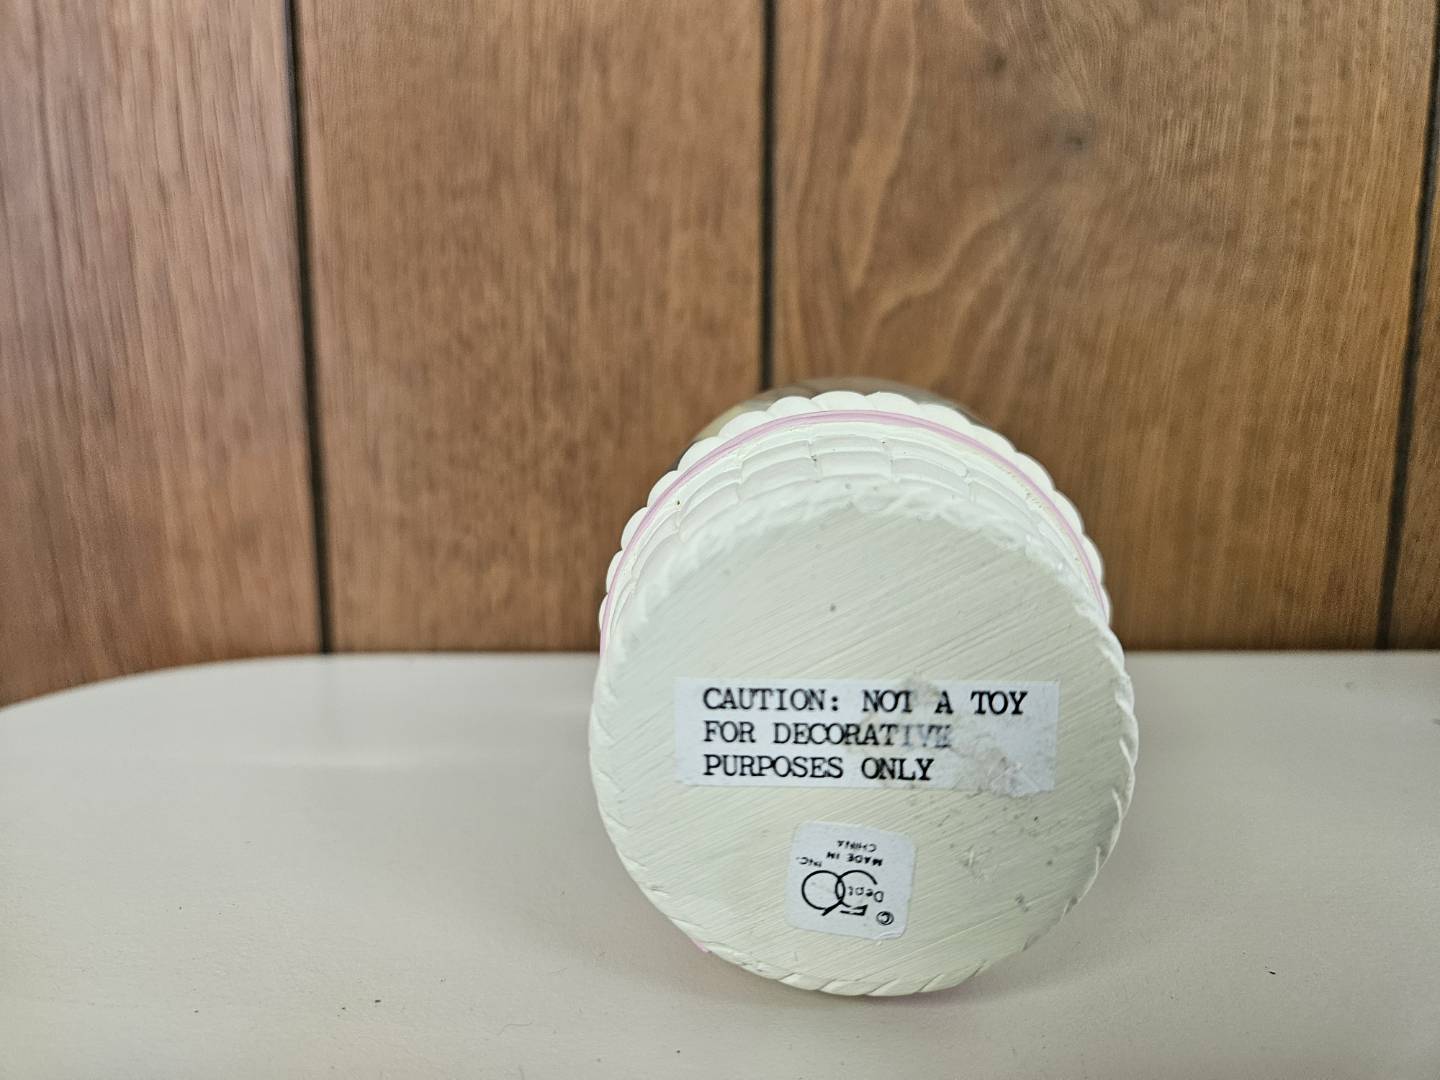 CAUTION: NOT A TOY
FOR DECORATIVE
PURPOSES ONLY
© Dept 56 INC.
MADE IN
CHINA